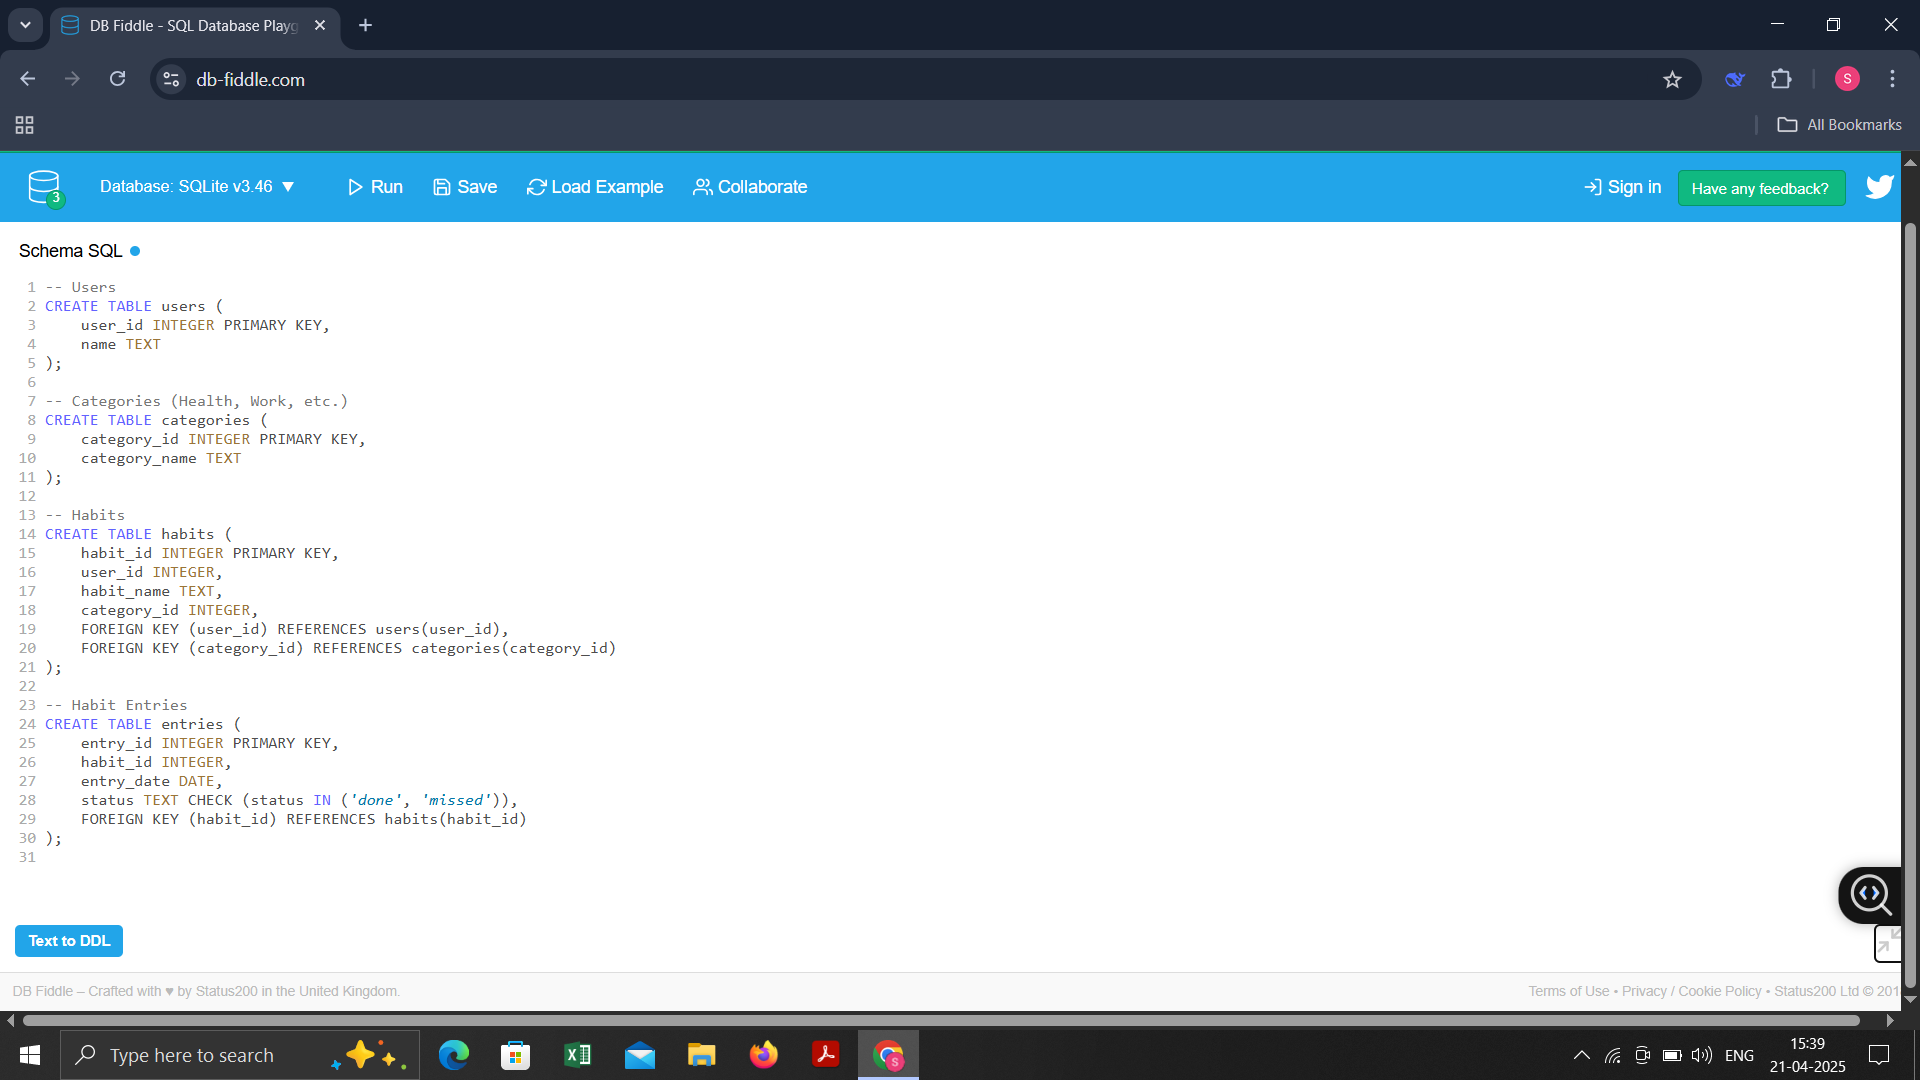 DB Fiddle - SQL Database Playg
db-fiddle.com
S
All Bookmarks
3
Database: SQLite v3.46 ▼
Run
Save
Load Example
Collaborate
Sign in
Have any feedback?
Schema SQL
1 -- Users
2 CREATE TABLE users (
3     user_id INTEGER PRIMARY KEY,
4     name TEXT
5 );
6
7 -- Categories (Health, Work, etc.)
8 CREATE TABLE categories (
9     category_id INTEGER PRIMARY KEY,
10     category_name TEXT
11 );
12
13 -- Habits
14 CREATE TABLE habits (
15     habit_id INTEGER PRIMARY KEY,
16     user_id INTEGER,
17     habit_name TEXT,
18     category_id INTEGER,
19     FOREIGN KEY (user_id) REFERENCES users(user_id),
20     FOREIGN KEY (category_id) REFERENCES categories(category_id)
21 );
22
23 -- Habit Entries
24 CREATE TABLE entries (
25     entry_id INTEGER PRIMARY KEY,
26     habit_id INTEGER,
27     entry_date DATE,
28     status TEXT CHECK (status IN ('done', 'missed')),
29     FOREIGN KEY (habit_id) REFERENCES habits(habit_id)
30 );
31
Text to DDL
DB Fiddle – Crafted with ♥ by Status200 in the United Kingdom.
Terms of Use • Privacy / Cookie Policy • Status200 Ltd © 201
Type here to search
S
ENG
15:39
21-04-2025